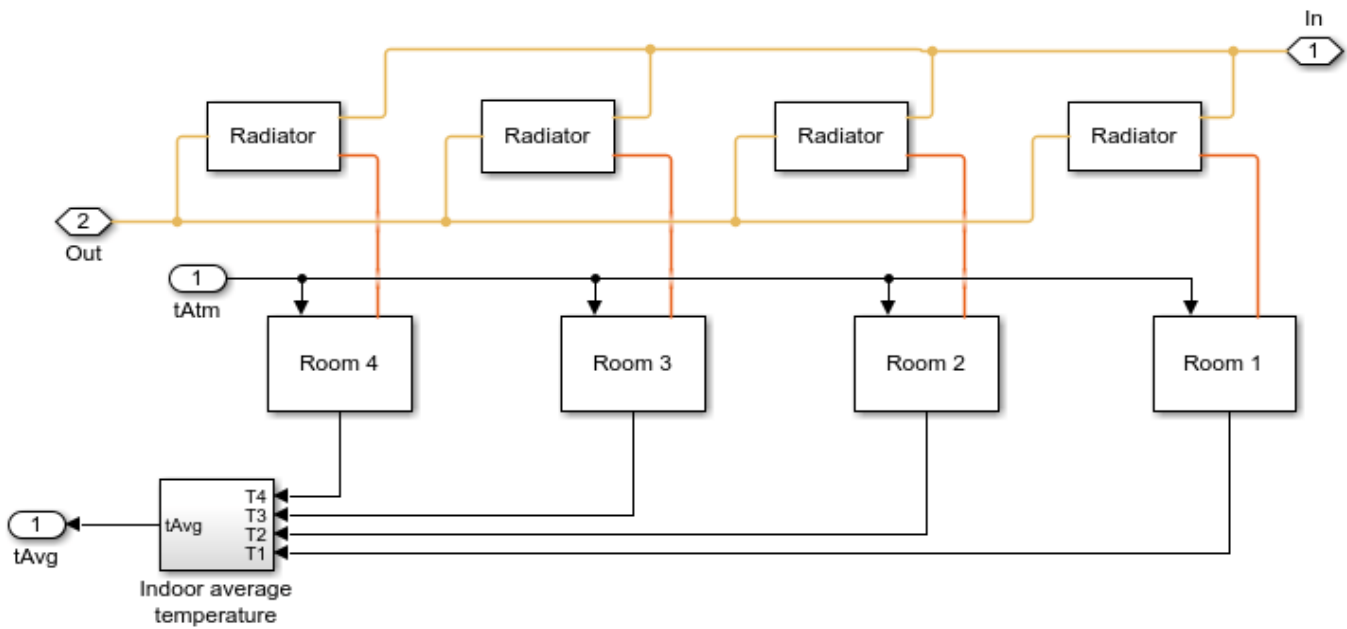 In
1
Radiator
Radiator
Radiator
Radiator
2
Out
1
tAtm
Room 4
Room 3
Room 2
Room 1
T4
T3
T2
T1
tAvg
1
tAvg
Indoor average
temperature